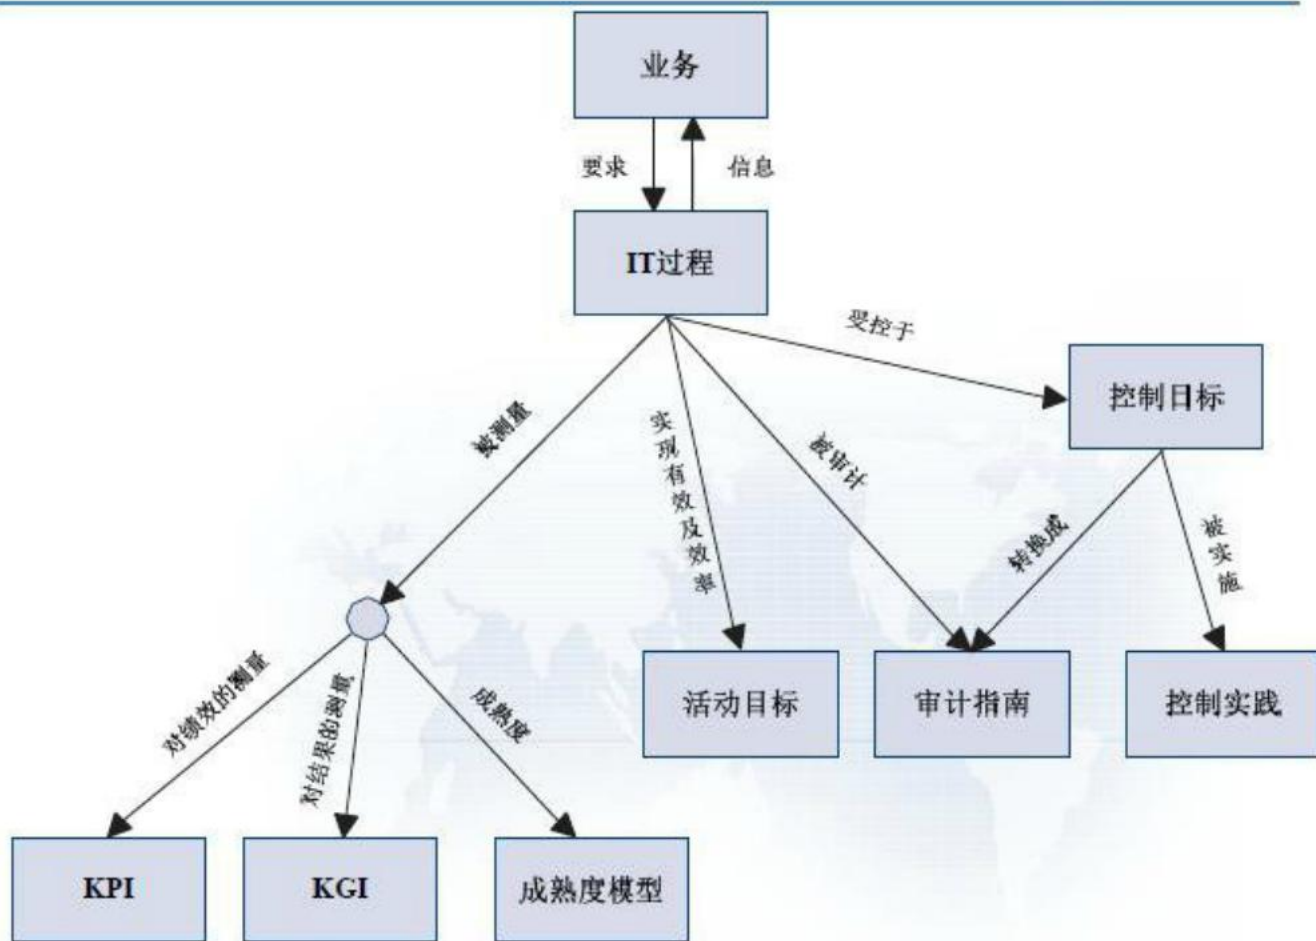 业务
要求
信息
IT过程
受控于
控制目标
被测量
实现有效及效率
被审计
转换成
被实施
对绩效的测量
对结果的测量
成熟度
活动目标
审计指南
控制实践
KPI
KGI
成熟度模型